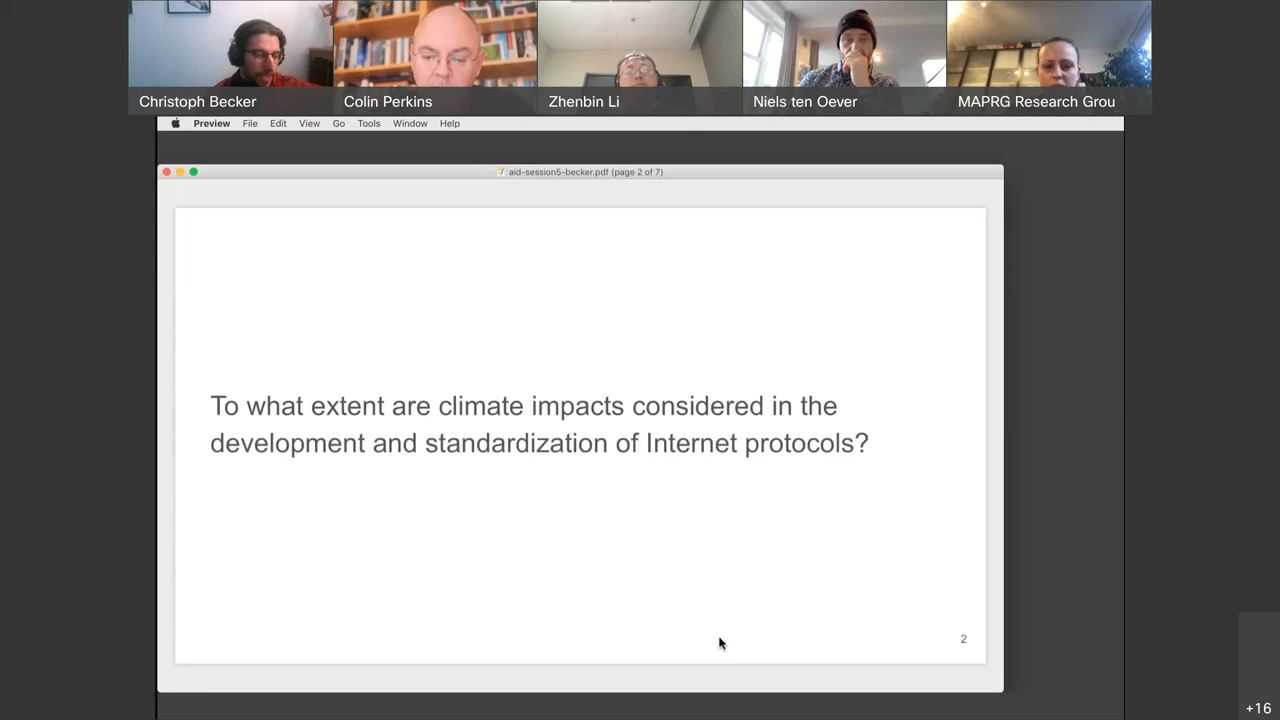 Christoph Becker
Colin Perkins
Zhenbin Li
Niels ten Oever
MAPRG Research Grou
Preview File Edit View Go Tools Window Help
aid-session5-becker.pdf (page 2 of 7)
To what extent are climate impacts considered in the
development and standardization of Internet protocols?
2
+16